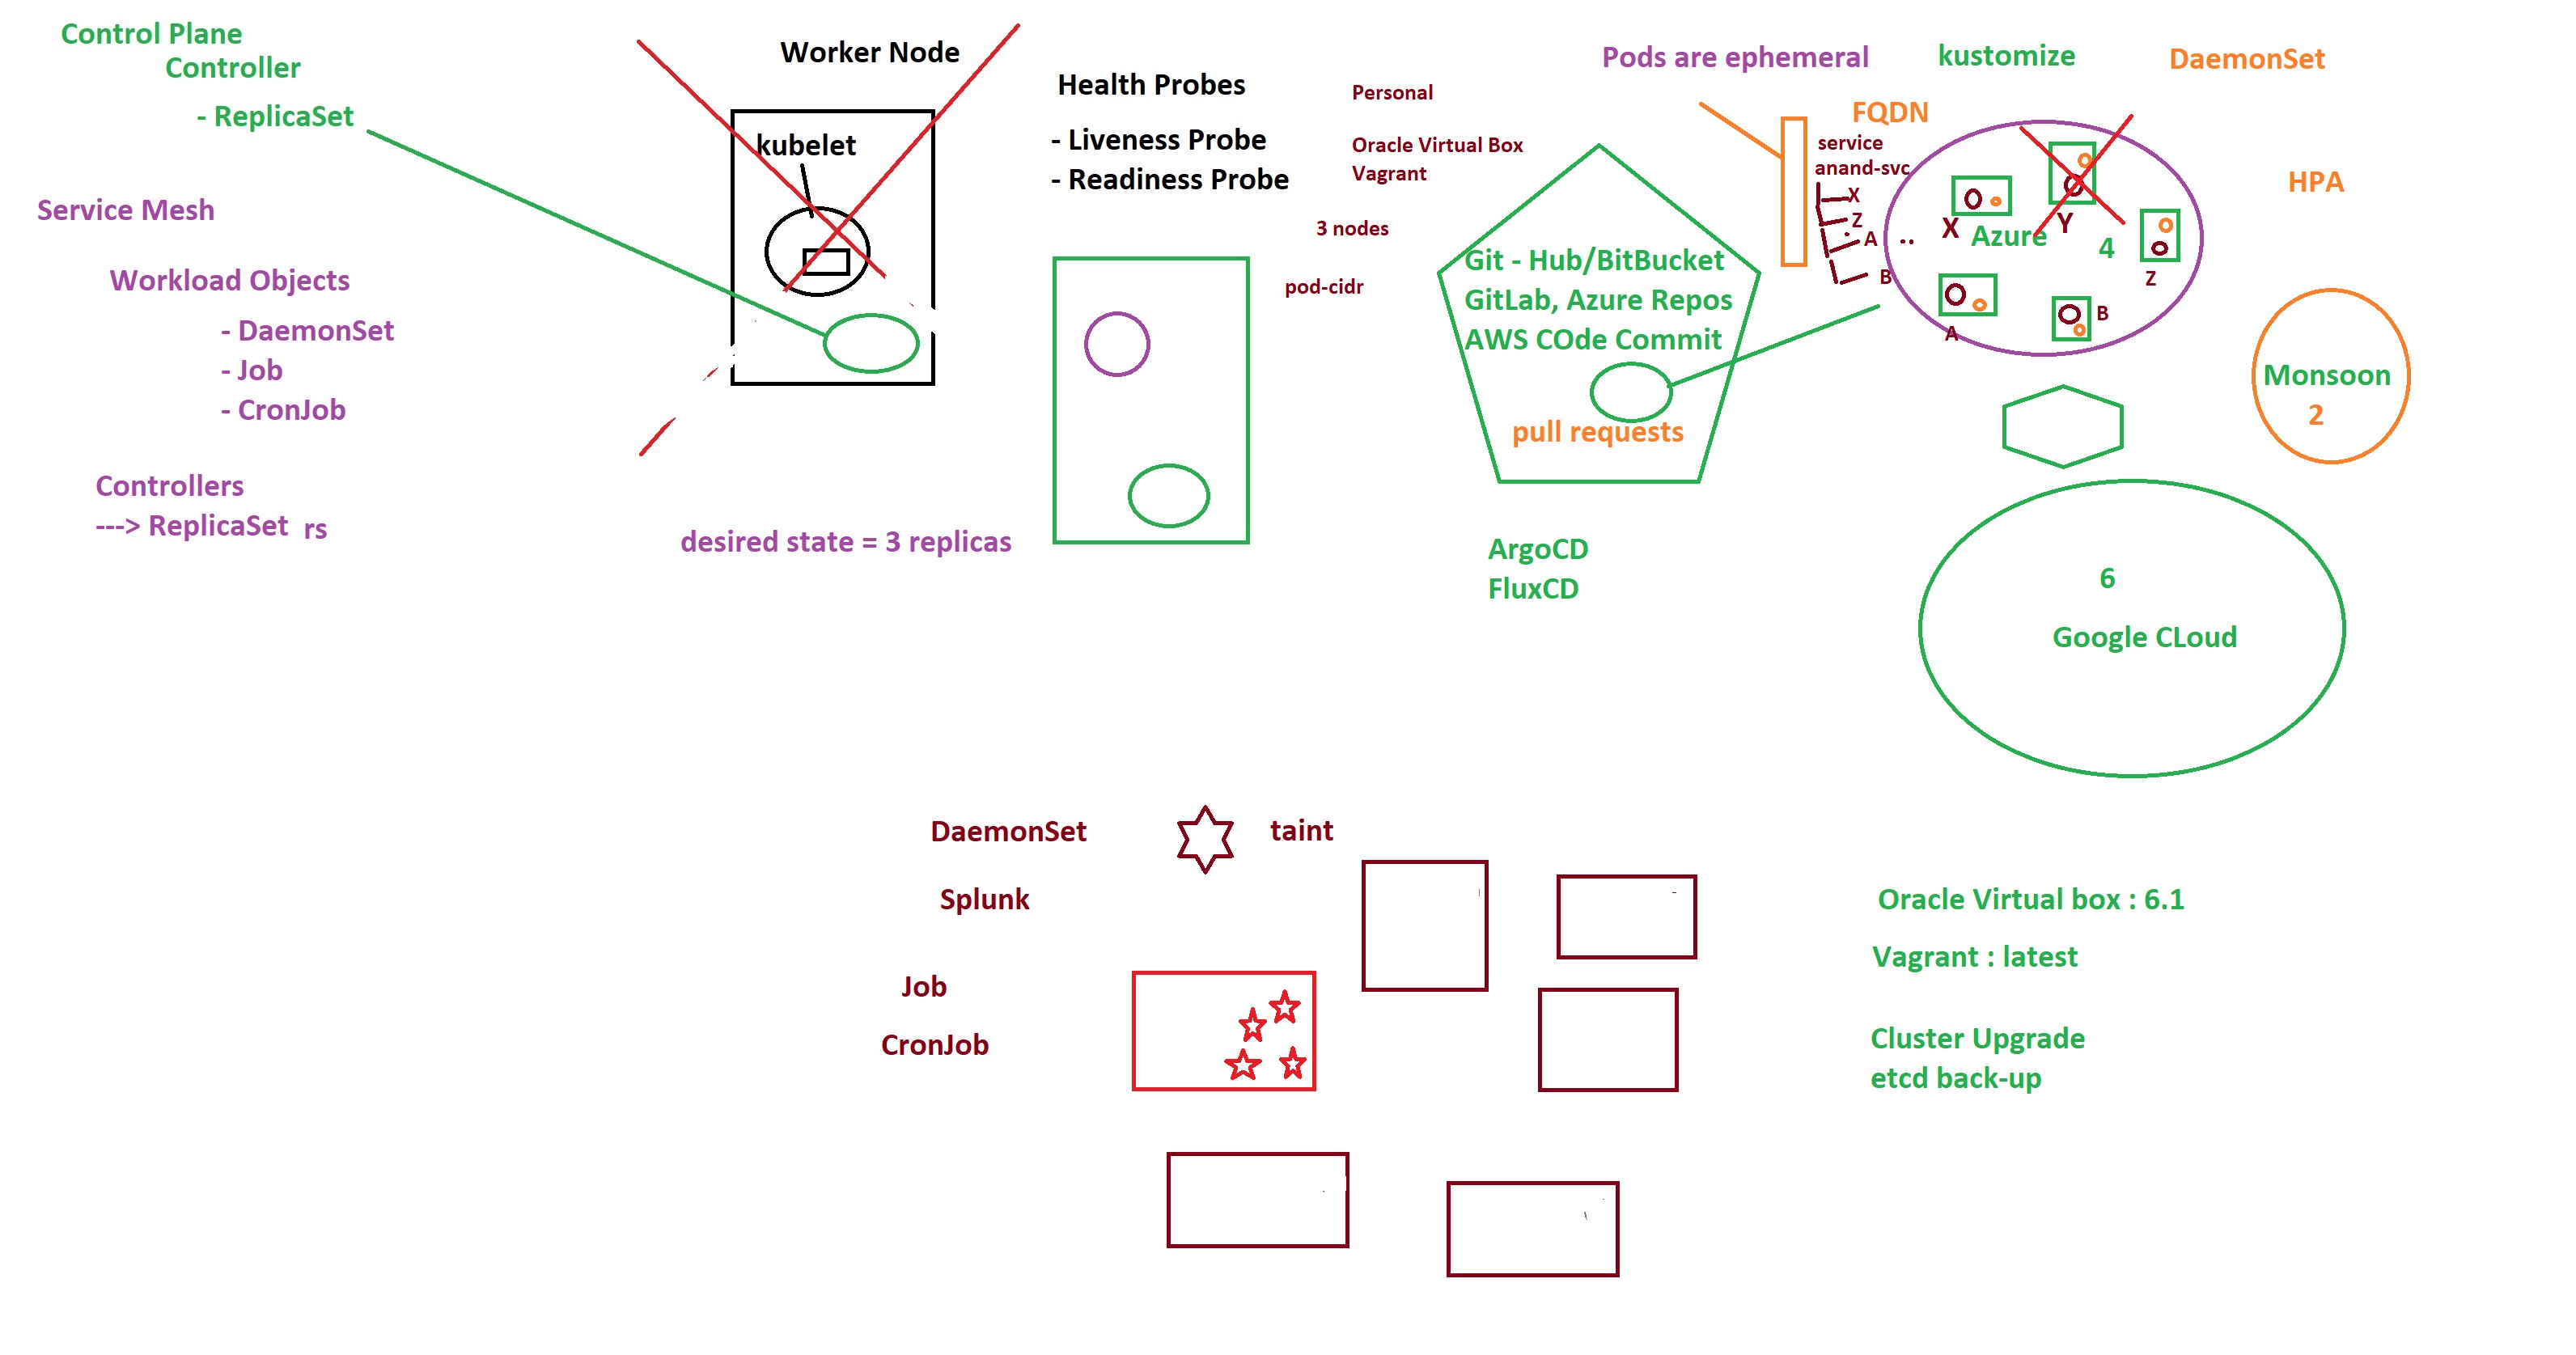 Control Plane
Controller
- ReplicaSet
Service Mesh
Workload Objects
- DaemonSet
- Job
- CronJob
Controllers
---> ReplicaSet rs
Worker Node
kubelet
desired state = 3 replicas
Health Probes
- Liveness Probe
- Readiness Probe
Personal
Oracle Virtual Box
Vagrant
3 nodes
pod-cidr
Git - Hub/BitBucket
GitLab, Azure Repos
AWS COde Commit
pull requests
ArgoCD
FluxCD
Pods are ephemeral
kustomize
DaemonSet
FQDN
service
anand-svc
X
Z
A
B
..
X
Azure
Y
4
Z
A
B
HPA
Monsoon
2
6
Google CLoud
DaemonSet
taint
Splunk
Job
CronJob
Oracle Virtual box : 6.1
Vagrant : latest
Cluster Upgrade
etcd back-up